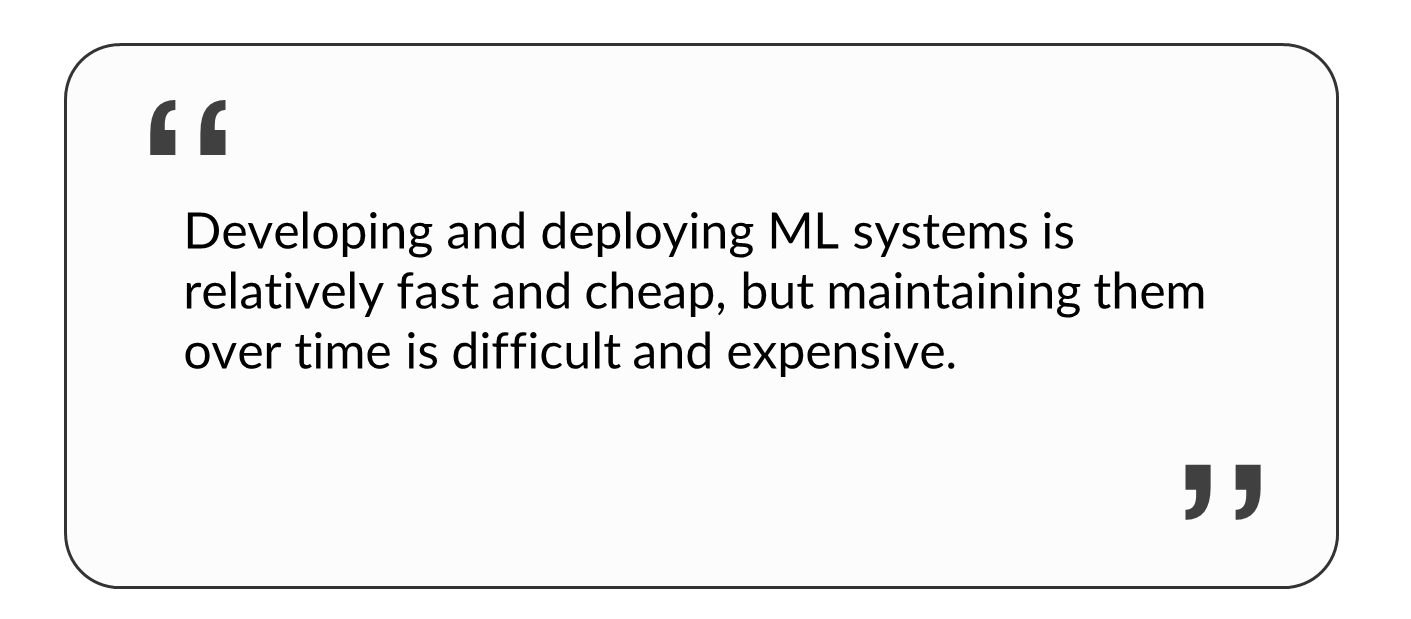 “
Developing and deploying ML systems is
relatively fast and cheap, but maintaining them
over time is difficult and expensive.
”